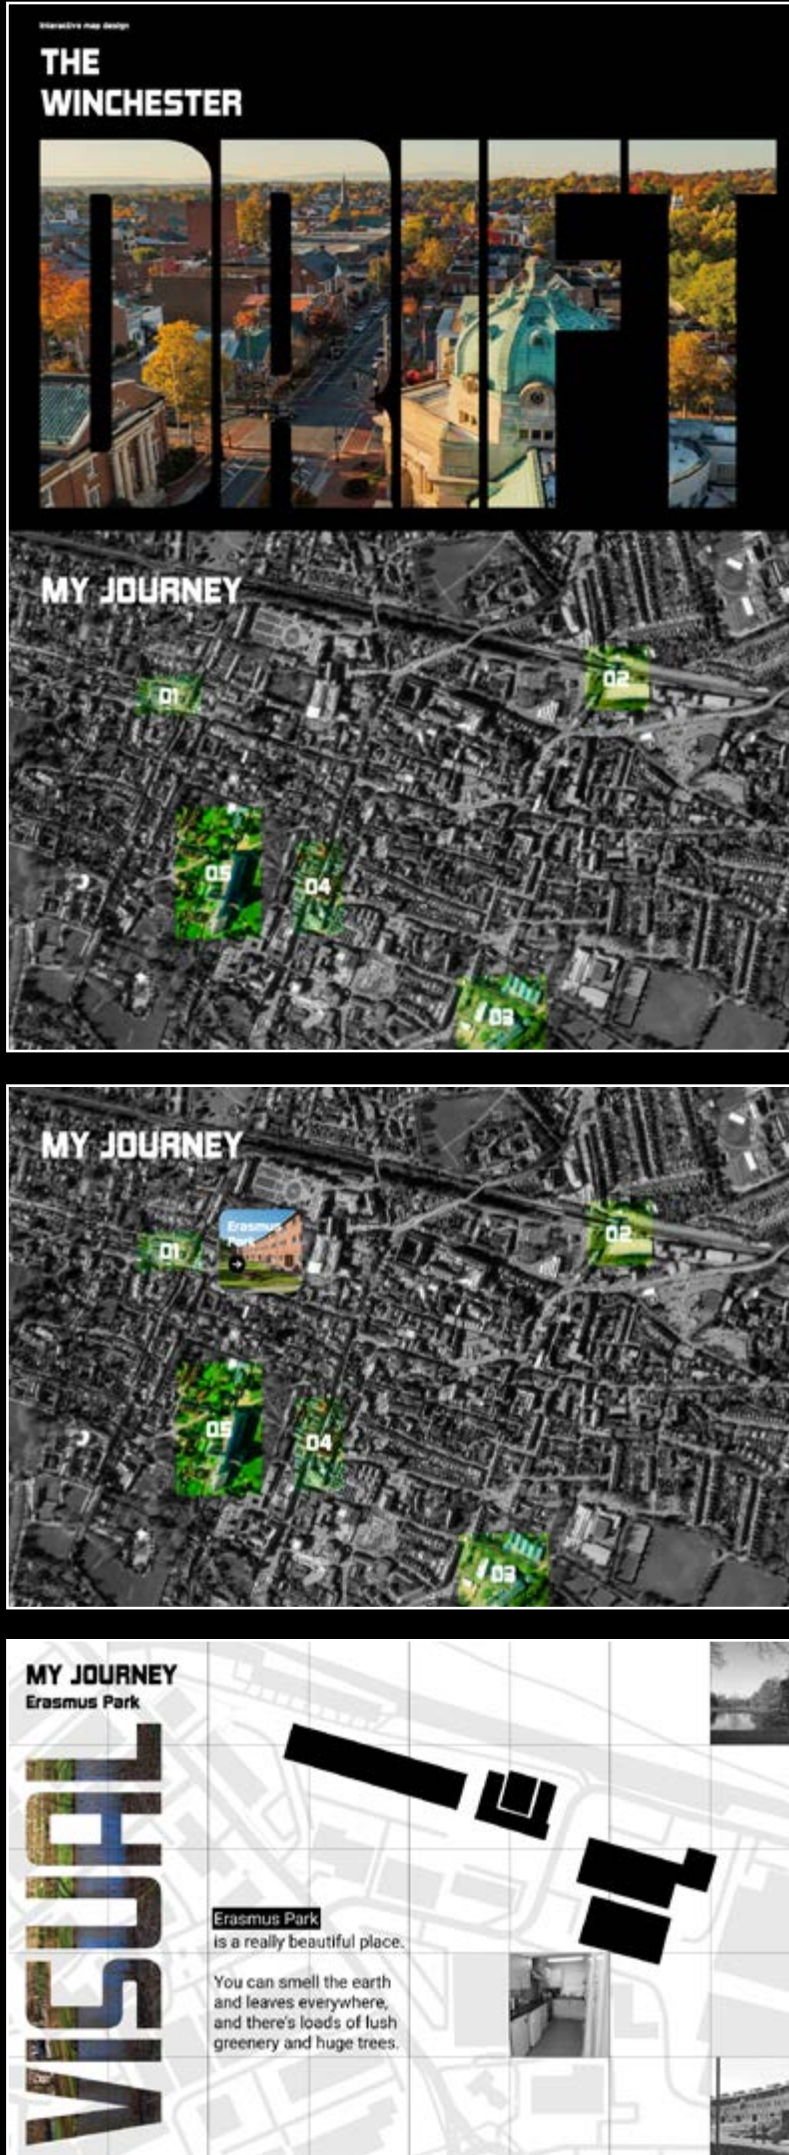 Interactive map design
THE
WINCHESTER
DRIFT
MY JOURNEY
01
02
05
04
03
MY JOURNEY
Erasmus
Park
01
02
05
04
03
MY JOURNEY
Erasmus Park
VISUAL
Erasmus Park
is a really beautiful place.
You can smell the earth
and leaves everywhere,
and there's loads of lush
greenery and huge trees.